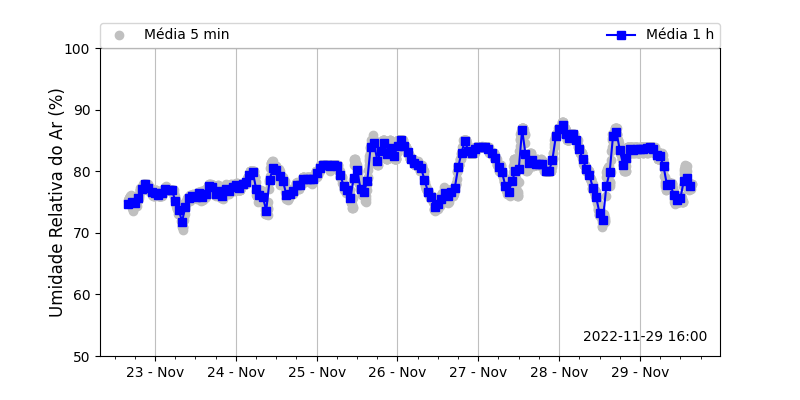 Média 5 min
Média 1 h
100
90
80
70
60
50
Umidade Relativa do Ar (%)
2022-11-29 16:00
23 - Nov
24 - Nov
25 - Nov
26 - Nov
27 - Nov
28 - Nov
29 - Nov